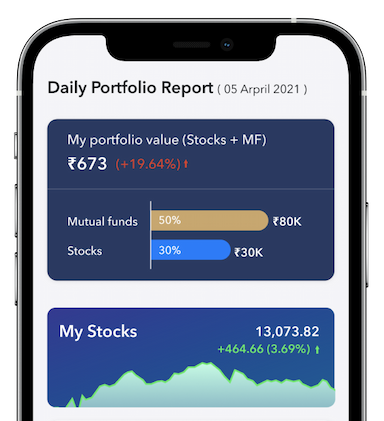 Daily Portfolio Report ( 05 Arpril 2021 )
My portfolio value (Stocks + MF)
₹673 (+19.64%)↑
Mutual funds 50% ₹80K
Stocks 30% ₹30K
My Stocks 13,073.82
+464.66 (3.69%) ↑